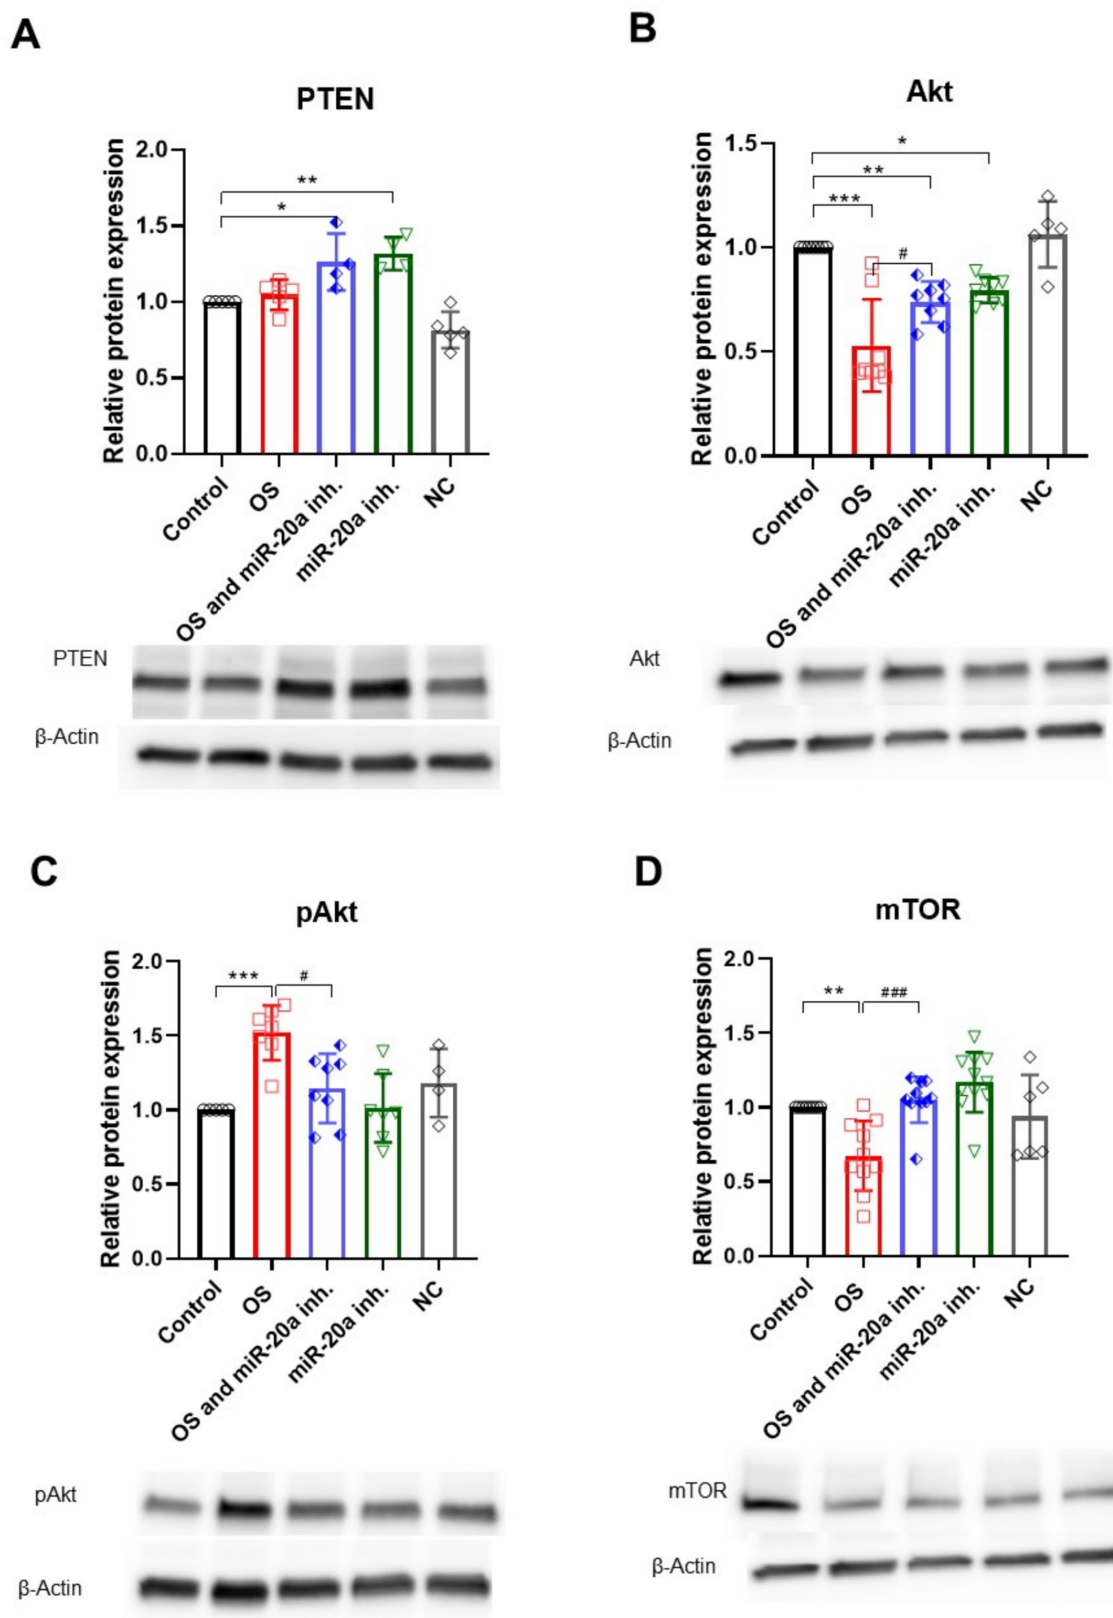 A
PTEN
Relative protein expression
2.0
1.5
1.0
0.5
0.0
**
*
Control
OS
OS and miR-20a inh.
miR-20a inh.
NC
PTEN
β-Actin
B
Akt
Relative protein expression
1.5
1.0
0.5
0.0
*
**
***
#
Control
OS
OS and miR-20a inh.
miR-20a inh.
NC
Akt
β-Actin
C
pAkt
Relative protein expression
2.0
1.5
1.0
0.5
0.0
***
#
Control
OS
OS and miR-20a inh.
miR-20a inh.
NC
pAkt
β-Actin
D
mTOR
Relative protein expression
2.0
1.5
1.0
0.5
0.0
**
###
Control
OS
OS and miR-20a inh.
miR-20a inh.
NC
mTOR
β-Actin